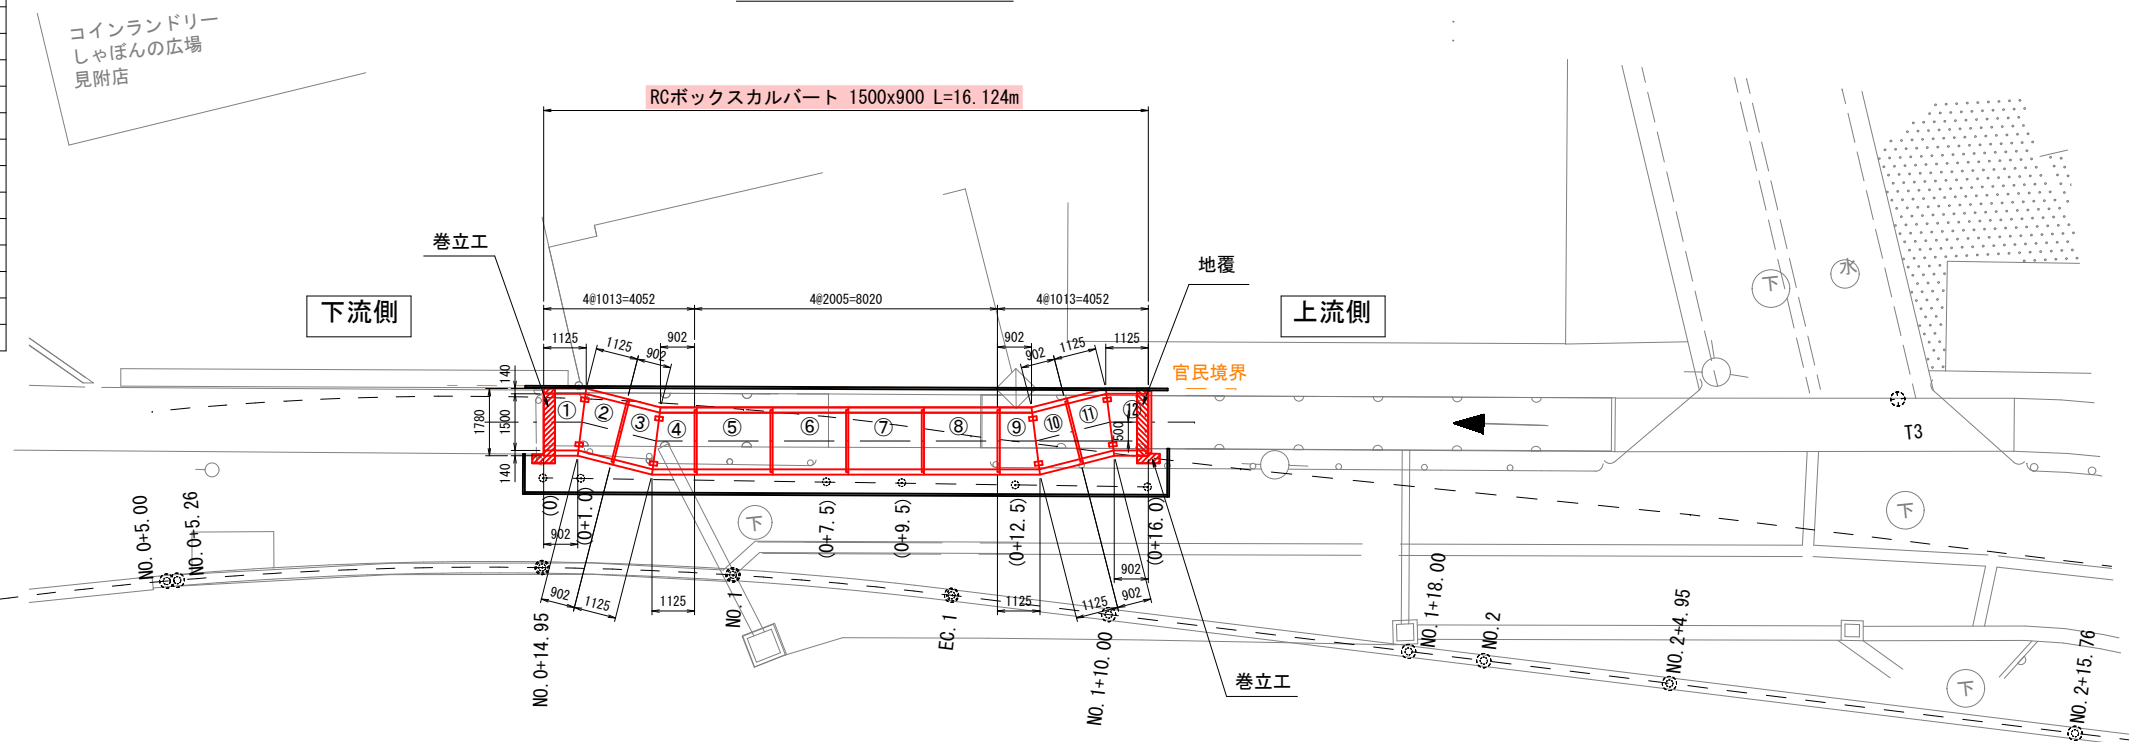 コインランドリー
しゃぼんの広場
見附店
RCボックスカルバート 1500x900 L=16.124m
巻立工
地覆
下流側
上流側
4@1013=4052
4@2005=8020
4@1013=4052
1125
1125
902
902
902
902
1125
1125
官民境界
140
1500
1780
140
①
②
③
④
⑤
⑥
⑦
⑧
⑨
⑩
⑪
⑫
500
下
水
T3
下
下
下
(0)
(0+1.0)
(0+7.5)
(0+9.5)
(0+12.5)
(0+16.0)
902
902
1125
1125
1125
1125
902
902
NO.0+5.00
NO.0+5.26
NO.0+14.95
NO.1
EC.1
NO.1+10.00
NO.1+18.00
NO.2
NO.2+4.95
NO.2+15.76
巻立工